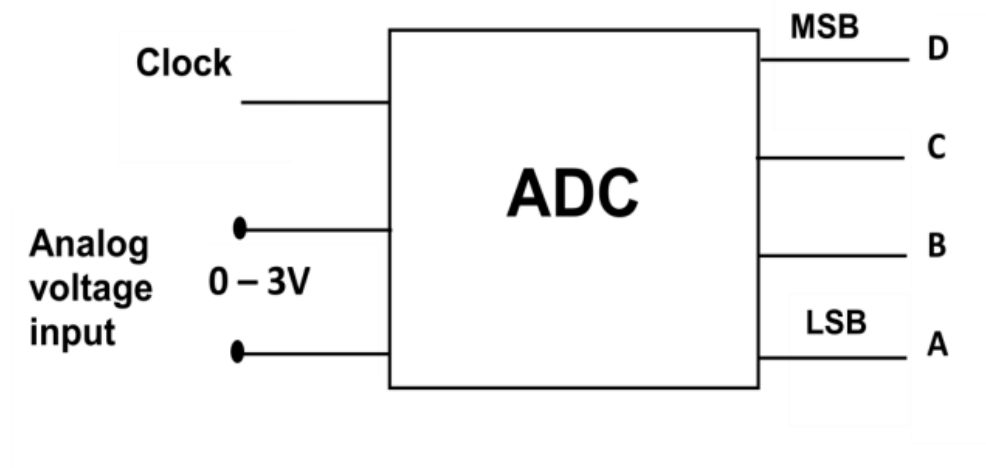 Clock
Analog
voltage
input
0 – 3V
ADC
MSB
D
C
B
LSB
A